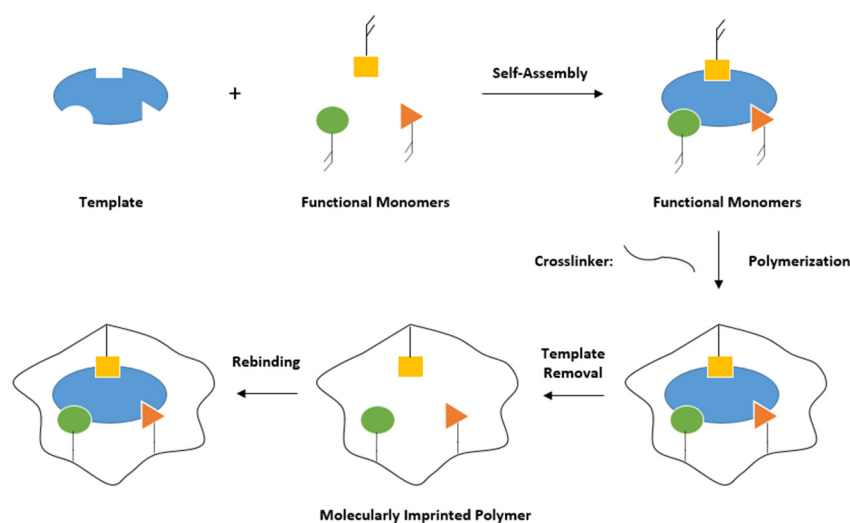 +
Self-Assembly
Template
Functional Monomers
Functional Monomers
Crosslinker:
Polymerization
Rebinding
Template
Removal
Molecularly Imprinted Polymer